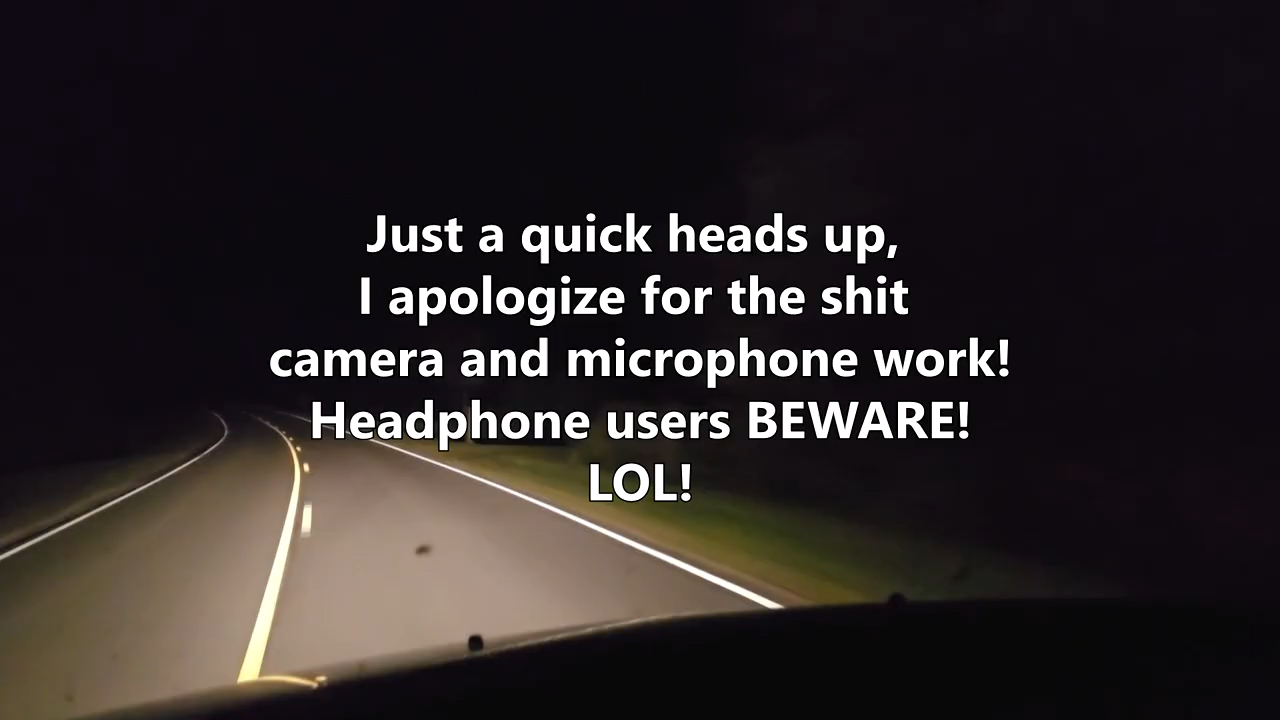 Just a quick heads up,
I apologize for the shit
camera and microphone work!
Headphone users BEWARE!
LOL!